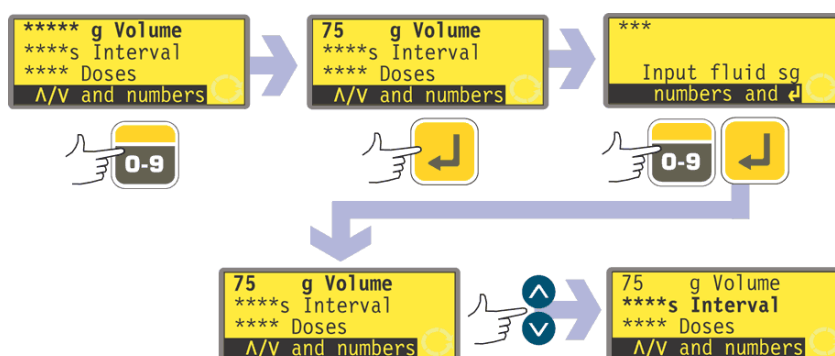 ***** g Volume
****s Interval
**** Doses
∧/∨ and numbers
75 g Volume
****s Interval
**** Doses
∧/∨ and numbers
***
Input fluid sg
numbers and ↲
0-9
0-9
75 g Volume
****s Interval
**** Doses
∧/∨ and numbers
75 g Volume
****s Interval
**** Doses
∧/∨ and numbers